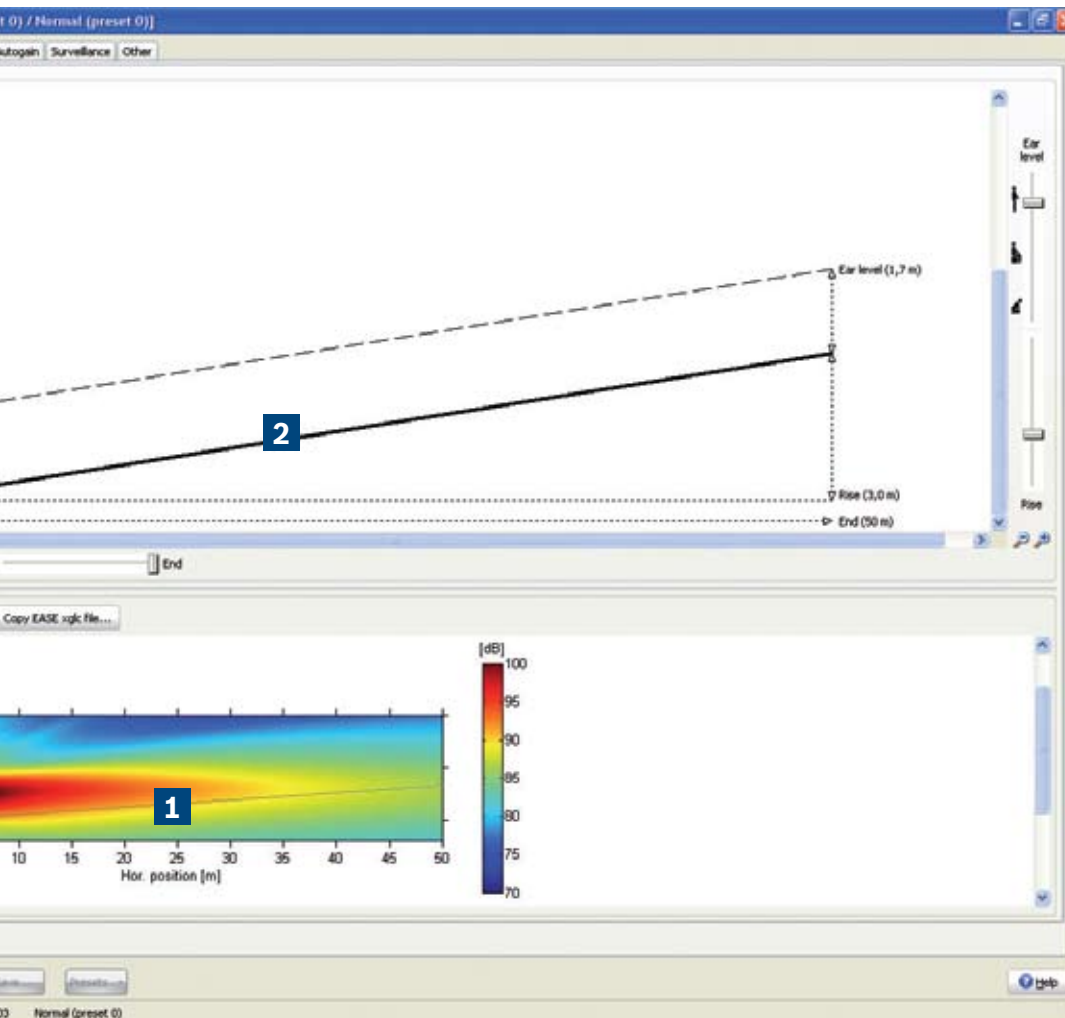 t 0) / Normal (preset 0)]
utogain Surveillance Other
Ear level
Ear level (1,7 m)
2
Rise (3,0 m)
Rise
End (50 m)
End
Copy EASE xglc file...
[dB]
100
95
90
85
80
75
70
1
10 15 20 25 30 35 40 45 50
Hor. position [m]
Presets
Help
03 Normal (preset 0)